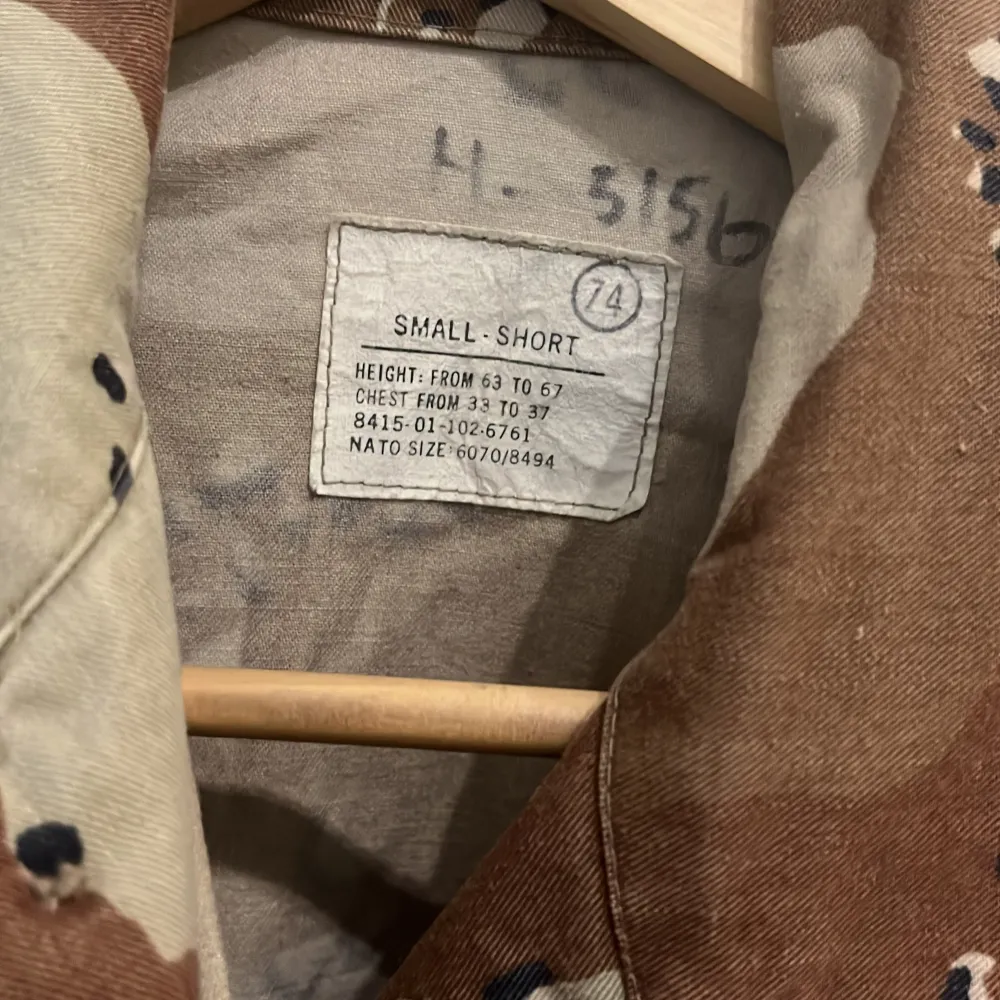 H. 5156
74
SMALL - SHORT
HEIGHT: FROM 63 TO 67
CHEST FROM 33 TO 37
8415-01-102-6761
NATO SIZE: 6070/8494